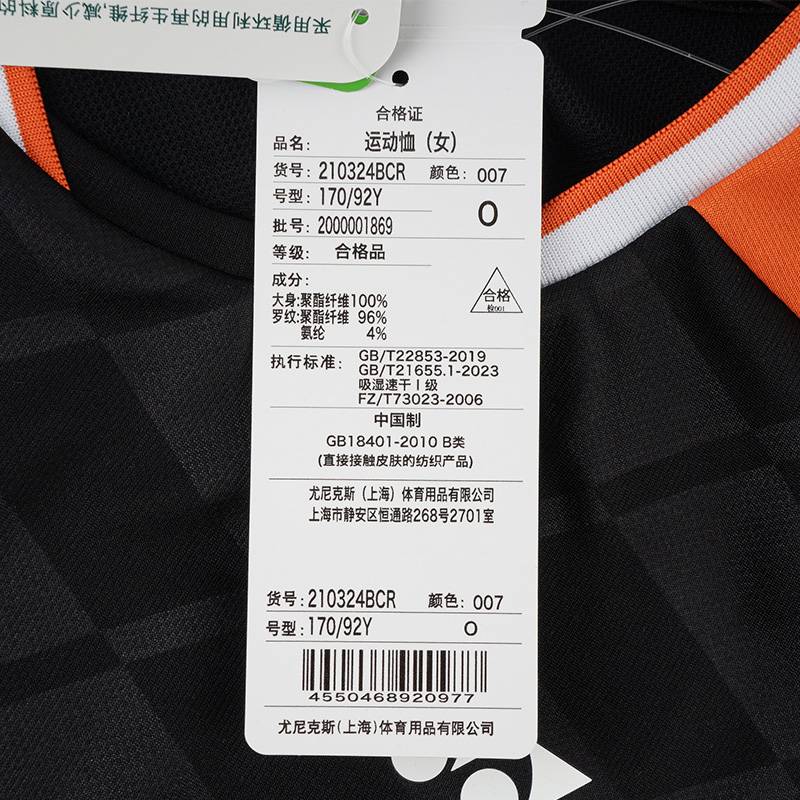 采用循环利用的再生纤维,减少原料的
合格证
品名: 运动恤（女）
货号: 210324BCR 颜色: 007
号型: 170/92Y O
批号: 2000001869
等级: 合格品
成分:
大身:聚酯纤维100%
罗纹:聚酯纤维 96%
氨纶 4%
合格
检001
执行标准: GB/T22853-2019
GB/T21655.1-2023
吸湿速干Ⅰ级
FZ/T73023-2006
中国制
GB18401-2010 B类
(直接接触皮肤的纺织产品)
尤尼克斯（上海）体育用品有限公司
上海市静安区恒通路268号2701室
货号: 210324BCR 颜色: 007
号型: 170/92Y O
4550468920977
尤尼克斯(上海)体育用品有限公司